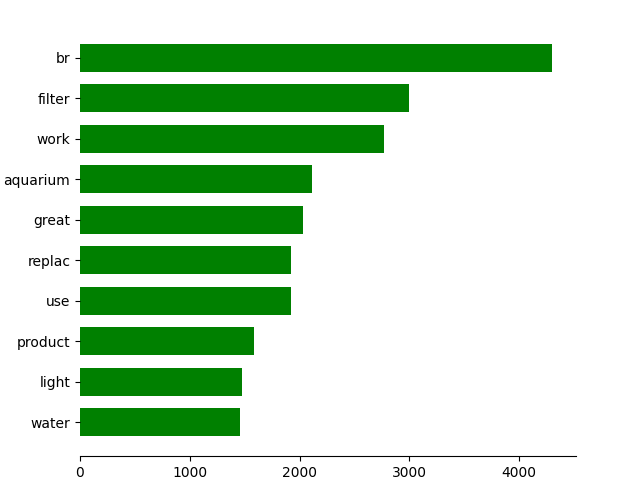 br
filter
work
aquarium
great
replac
use
product
light
water
0 1000 2000 3000 4000